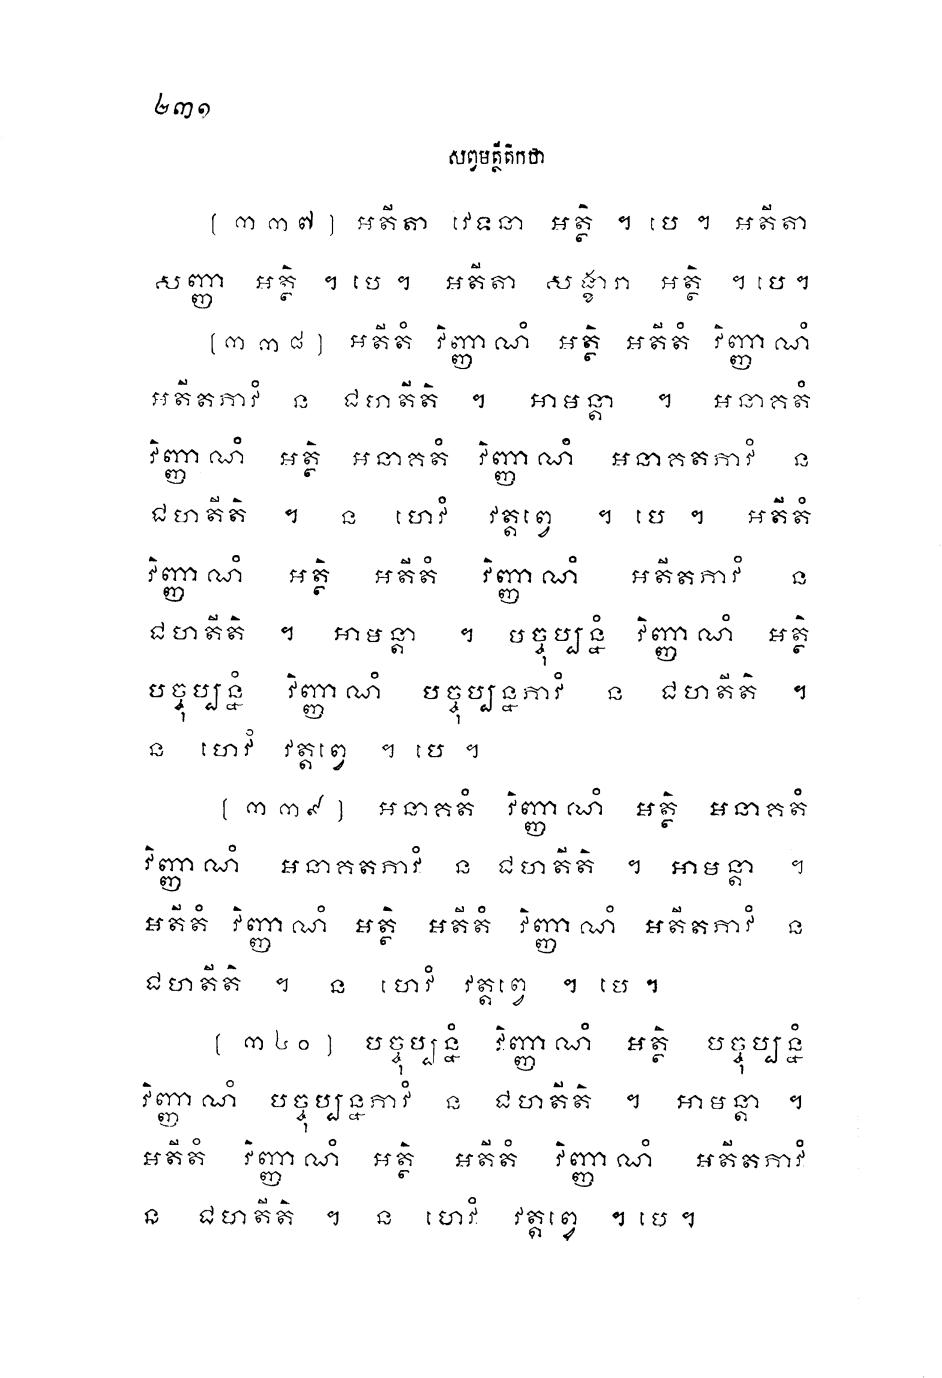 ២៣១
សព្វមត្ថីតិកថា
(៣៣៧) អតីតា វេទនា អត្ថិ ។ បេ ។ អតីតា
សញ្ញា អត្ថិ ។ បេ ។ អតីតា សង្ខារា អត្ថិ ។ បេ ។
(៣៣៨) អតីតំ វិញ្ញាណំ អត្ថិ អតីតំ វិញ្ញាណំ
អតីតភាវំ ន ជហតីតិ ។ អាមន្តា ។ អនាគតំ
វិញ្ញាណំ អត្ថិ អនាគតំ វិញ្ញាណំ អនាគតភាវំ ន
ជហតីតិ ។ ន ហេវំ វត្តព្វេ ។ បេ ។ អតីតំ
វិញ្ញាណំ អត្ថិ អតីតំ វិញ្ញាណំ អតីតភាវំ ន
ជហតីតិ ។ អាមន្តា ។ បច្ចុប្បន្នំ វិញ្ញាណំ អត្ថិ
បច្ចុប្បន្នំ វិញ្ញាណំ បច្ចុប្បន្នភាវំ ន ជហតីតិ ។
ន ហេវំ វត្តព្វេ ។ បេ ។
(៣៣៩) អនាគតំ វិញ្ញាណំ អត្ថិ អនាគតំ
វិញ្ញាណំ អនាគតភាវំ ន ជហតីតិ ។ អាមន្តា ។
អតីតំ វិញ្ញាណំ អត្ថិ អតីតំ វិញ្ញាណំ អតីតភាវំ ន
ជហតីតិ ។ ន ហេវំ វត្តព្វេ ។ បេ ។
(៣៤០) បច្ចុប្បន្នំ វិញ្ញាណំ អត្ថិ បច្ចុប្បន្នំ
វិញ្ញាណំ បច្ចុប្បន្នភាវំ ន ជហតីតិ ។ អាមន្តា ។
អតីតំ វិញ្ញាណំ អត្ថិ អតីតំ វិញ្ញាណំ អតីតភាវំ
ន ជហតីតិ ។ ន ហេវំ វត្តព្វេ ។ បេ ។